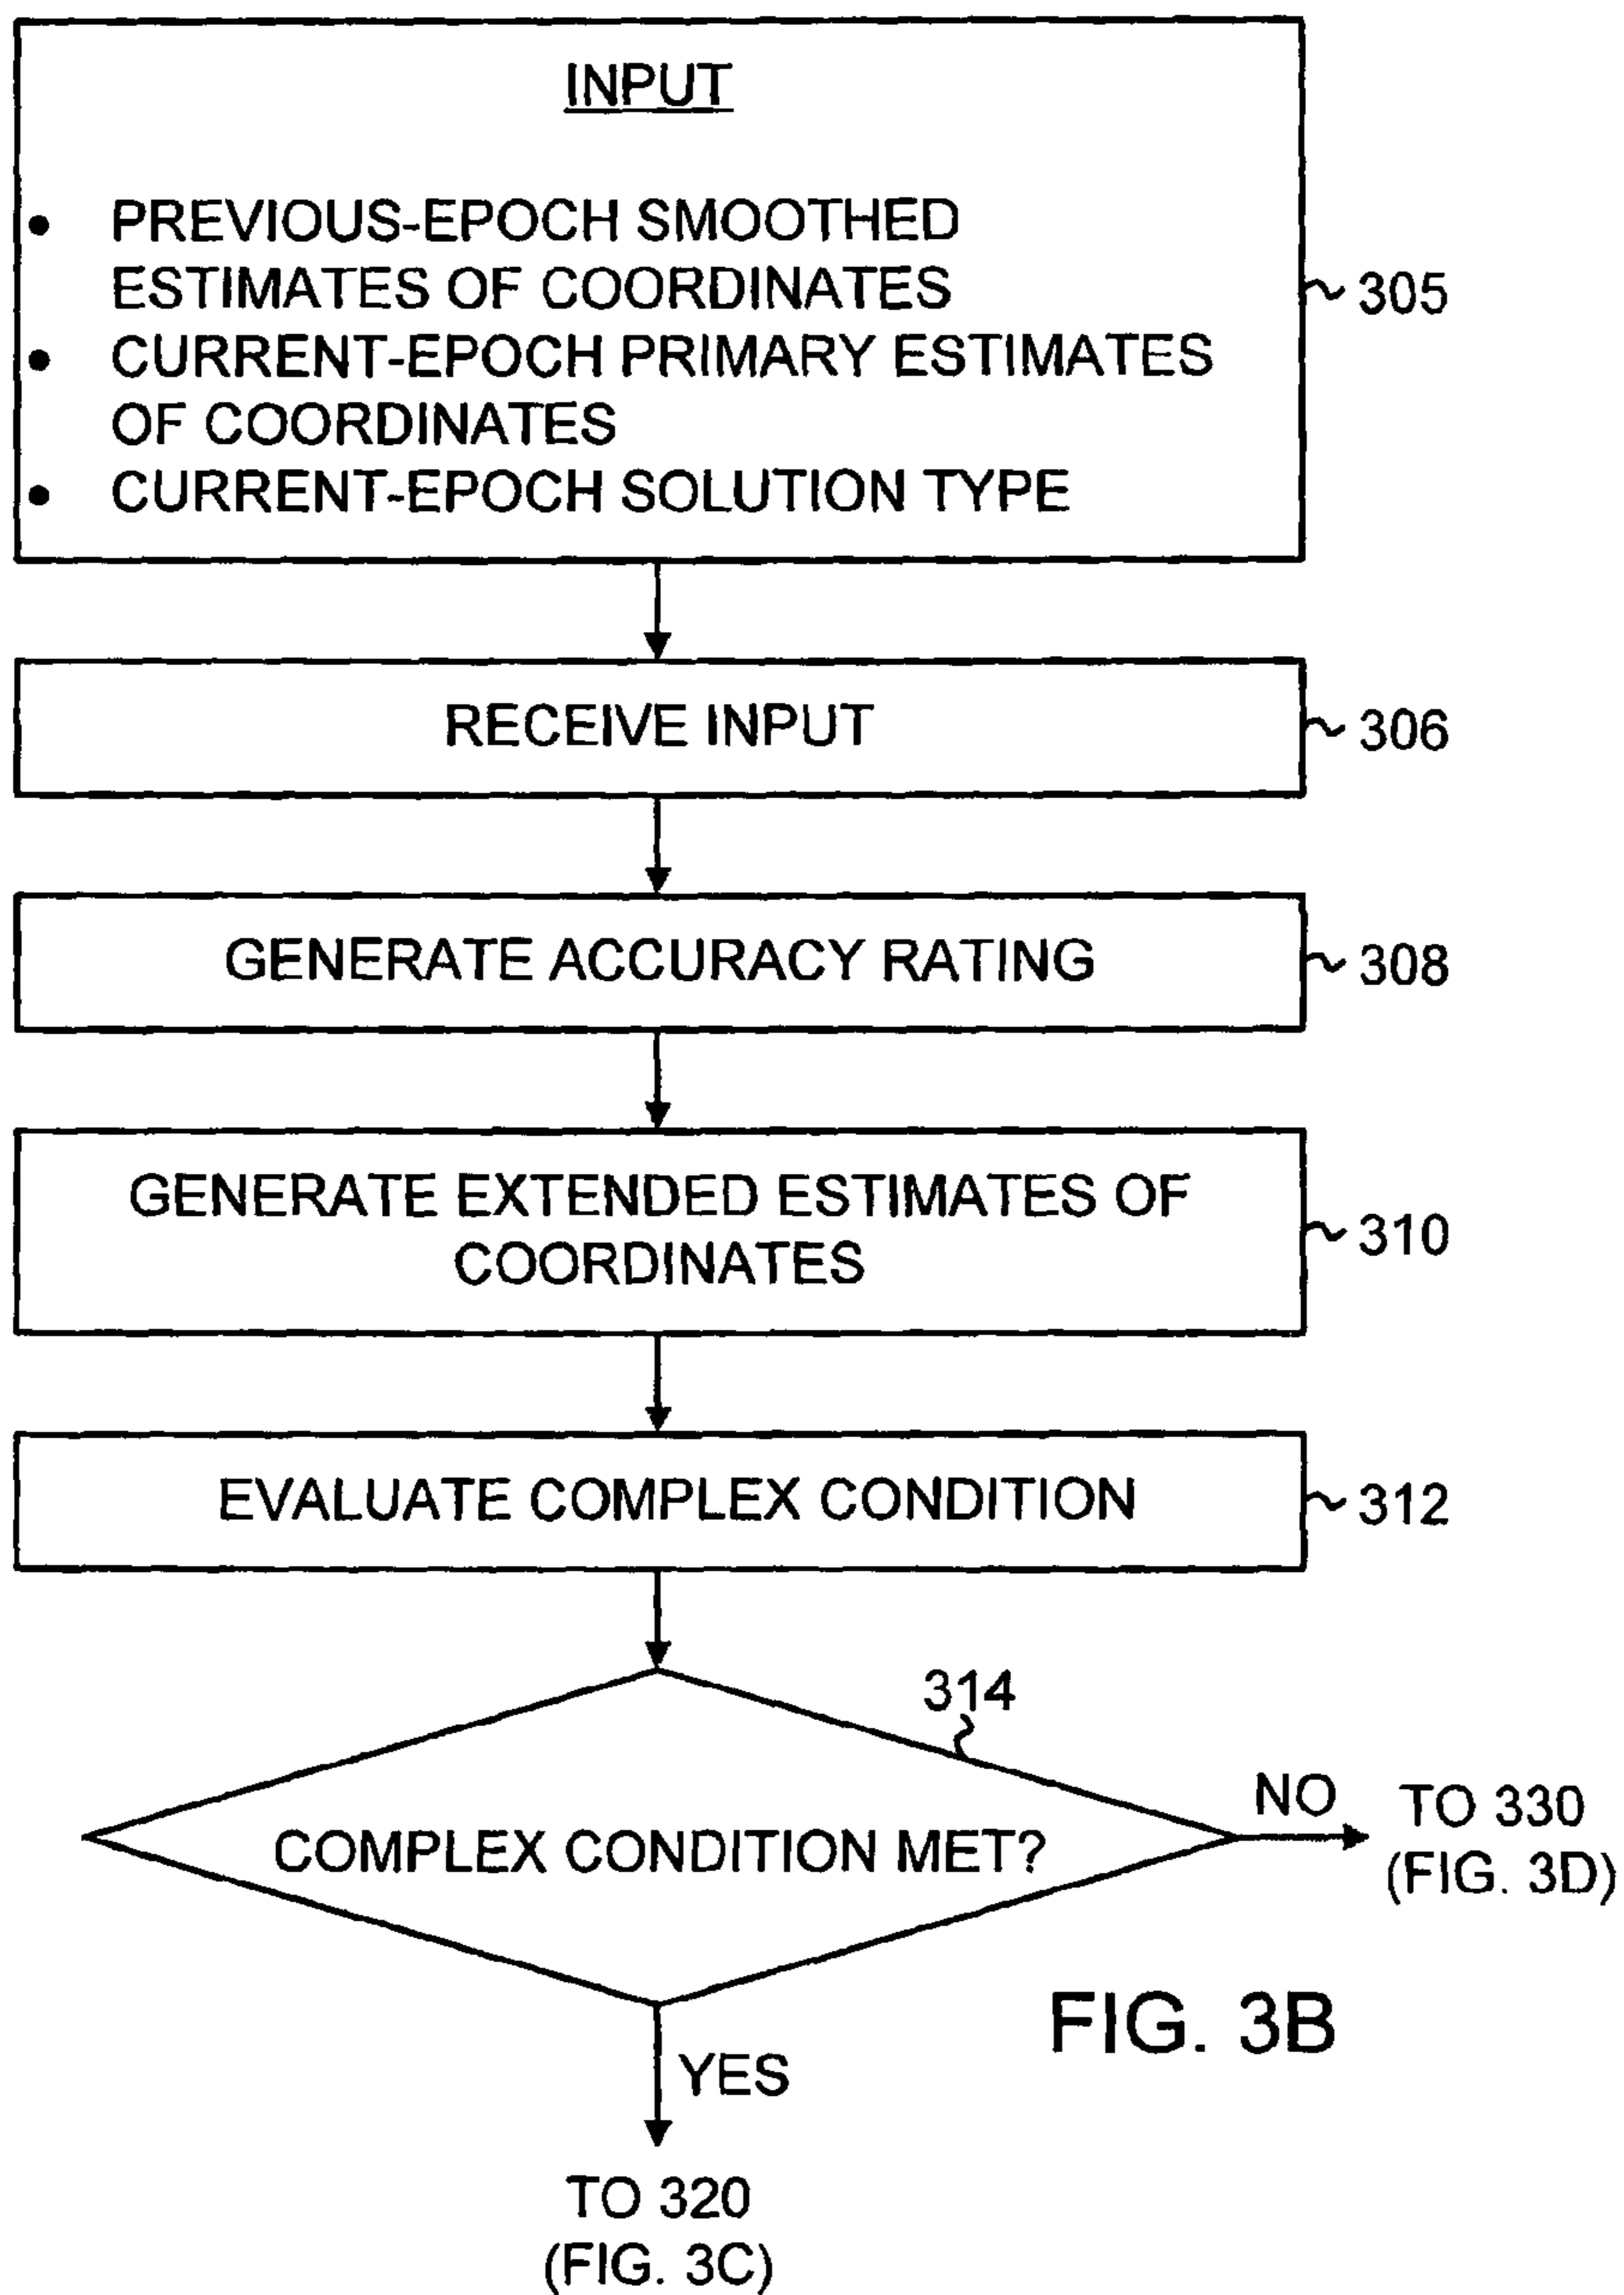 INPUT
• PREVIOUS-EPOCH SMOOTHED
ESTIMATES OF COORDINATES
• CURRENT-EPOCH PRIMARY ESTIMATES
OF COORDINATES
• CURRENT-EPOCH SOLUTION TYPE
305
RECEIVE INPUT
306
GENERATE ACCURACY RATING
308
GENERATE EXTENDED ESTIMATES OF
COORDINATES
310
EVALUATE COMPLEX CONDITION
312
314
COMPLEX CONDITION MET?
NO
TO 330
(FIG. 3D)
YES
TO 320
(FIG. 3C)
FIG. 3B